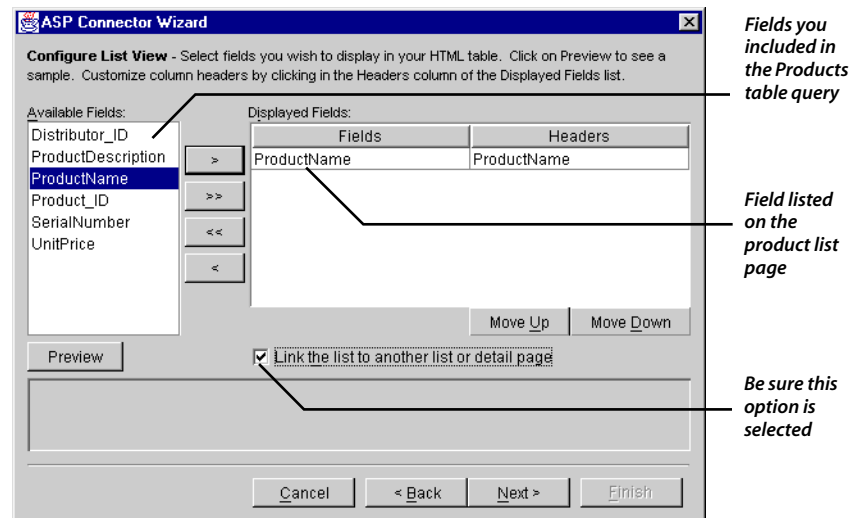 ASP Connector Wizard
Configure List View - Select fields you wish to display in your HTML table. Click on Preview to see a
sample. Customize column headers by clicking in the Headers column of the Displayed Fields list.
Available Fields:
Distributor_ID
ProductDescription
ProductName
Product_ID
SerialNumber
UnitPrice
>
>>
<<
<
Displayed Fields:
Fields Headers
ProductName ProductName
Move Up Move Down
Preview
Link the list to another list or detail page
Cancel < Back Next > Finish
Fields you
included in
the Products
table query
Field listed
on the
product list
page
Be sure this
option is
selected